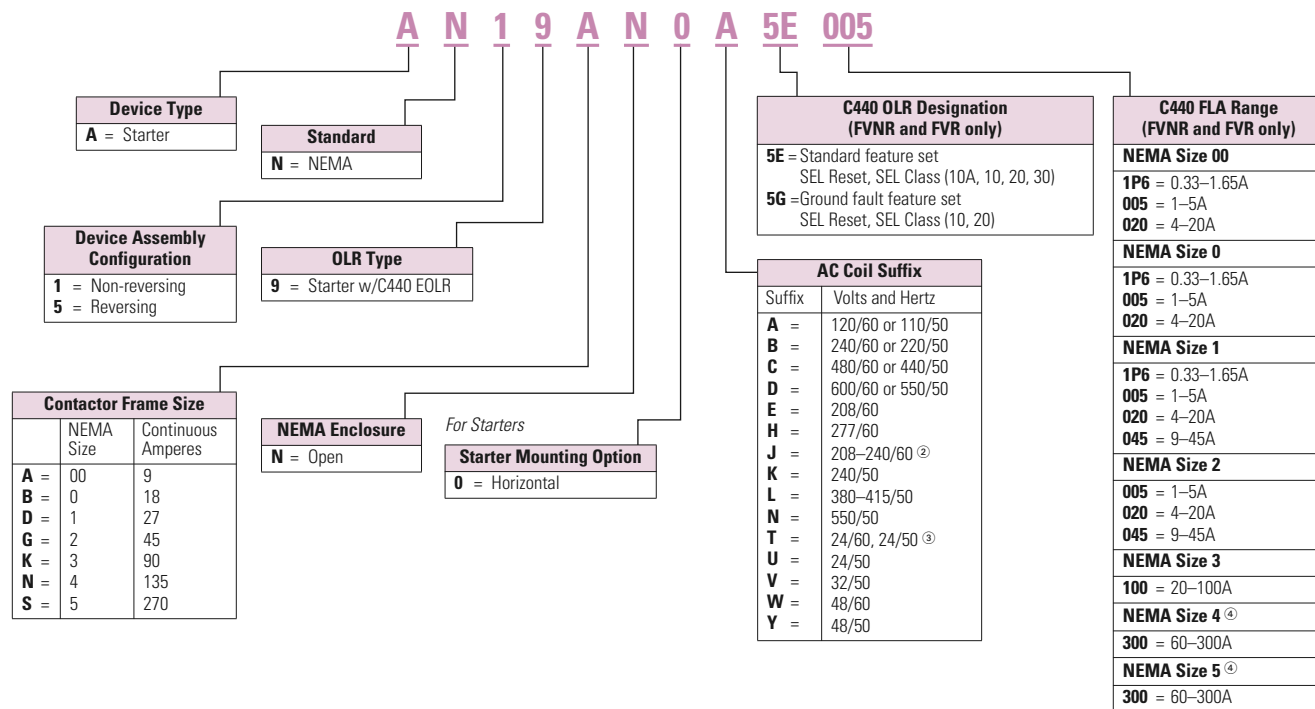 A N 1 9 A N 0 A 5E 005
Device Type
A = Starter
Standard
N = NEMA
Device Assembly
Configuration
1 = Non-reversing
5 = Reversing
OLR Type
9 = Starter w/C440 EOLR
Contactor Frame Size
NEMA Size Continuous Amperes
A = 00 9
B = 0 18
D = 1 27
G = 2 45
K = 3 90
N = 4 135
S = 5 270
NEMA Enclosure
N = Open
For Starters
Starter Mounting Option
0 = Horizontal
C440 OLR Designation
(FVNR and FVR only)
5E = Standard feature set
SEL Reset, SEL Class (10A, 10, 20, 30)
5G = Ground fault feature set
SEL Reset, SEL Class (10, 20)
AC Coil Suffix
Suffix Volts and Hertz
A = 120/60 or 110/50
B = 240/60 or 220/50
C = 480/60 or 440/50
D = 600/60 or 550/50
E = 208/60
H = 277/60
J = 208–240/60 ②
K = 240/50
L = 380–415/50
N = 550/50
T = 24/60, 24/50 ③
U = 24/50
V = 32/50
W = 48/60
Y = 48/50
C440 FLA Range
(FVNR and FVR only)
NEMA Size 00
1P6 = 0.33–1.65A
005 = 1–5A
020 = 4–20A
NEMA Size 0
1P6 = 0.33–1.65A
005 = 1–5A
020 = 4–20A
NEMA Size 1
1P6 = 0.33–1.65A
005 = 1–5A
020 = 4–20A
045 = 9–45A
NEMA Size 2
005 = 1–5A
020 = 4–20A
045 = 9–45A
NEMA Size 3
100 = 20–100A
NEMA Size 4 ④
300 = 60–300A
NEMA Size 5 ④
300 = 60–300A